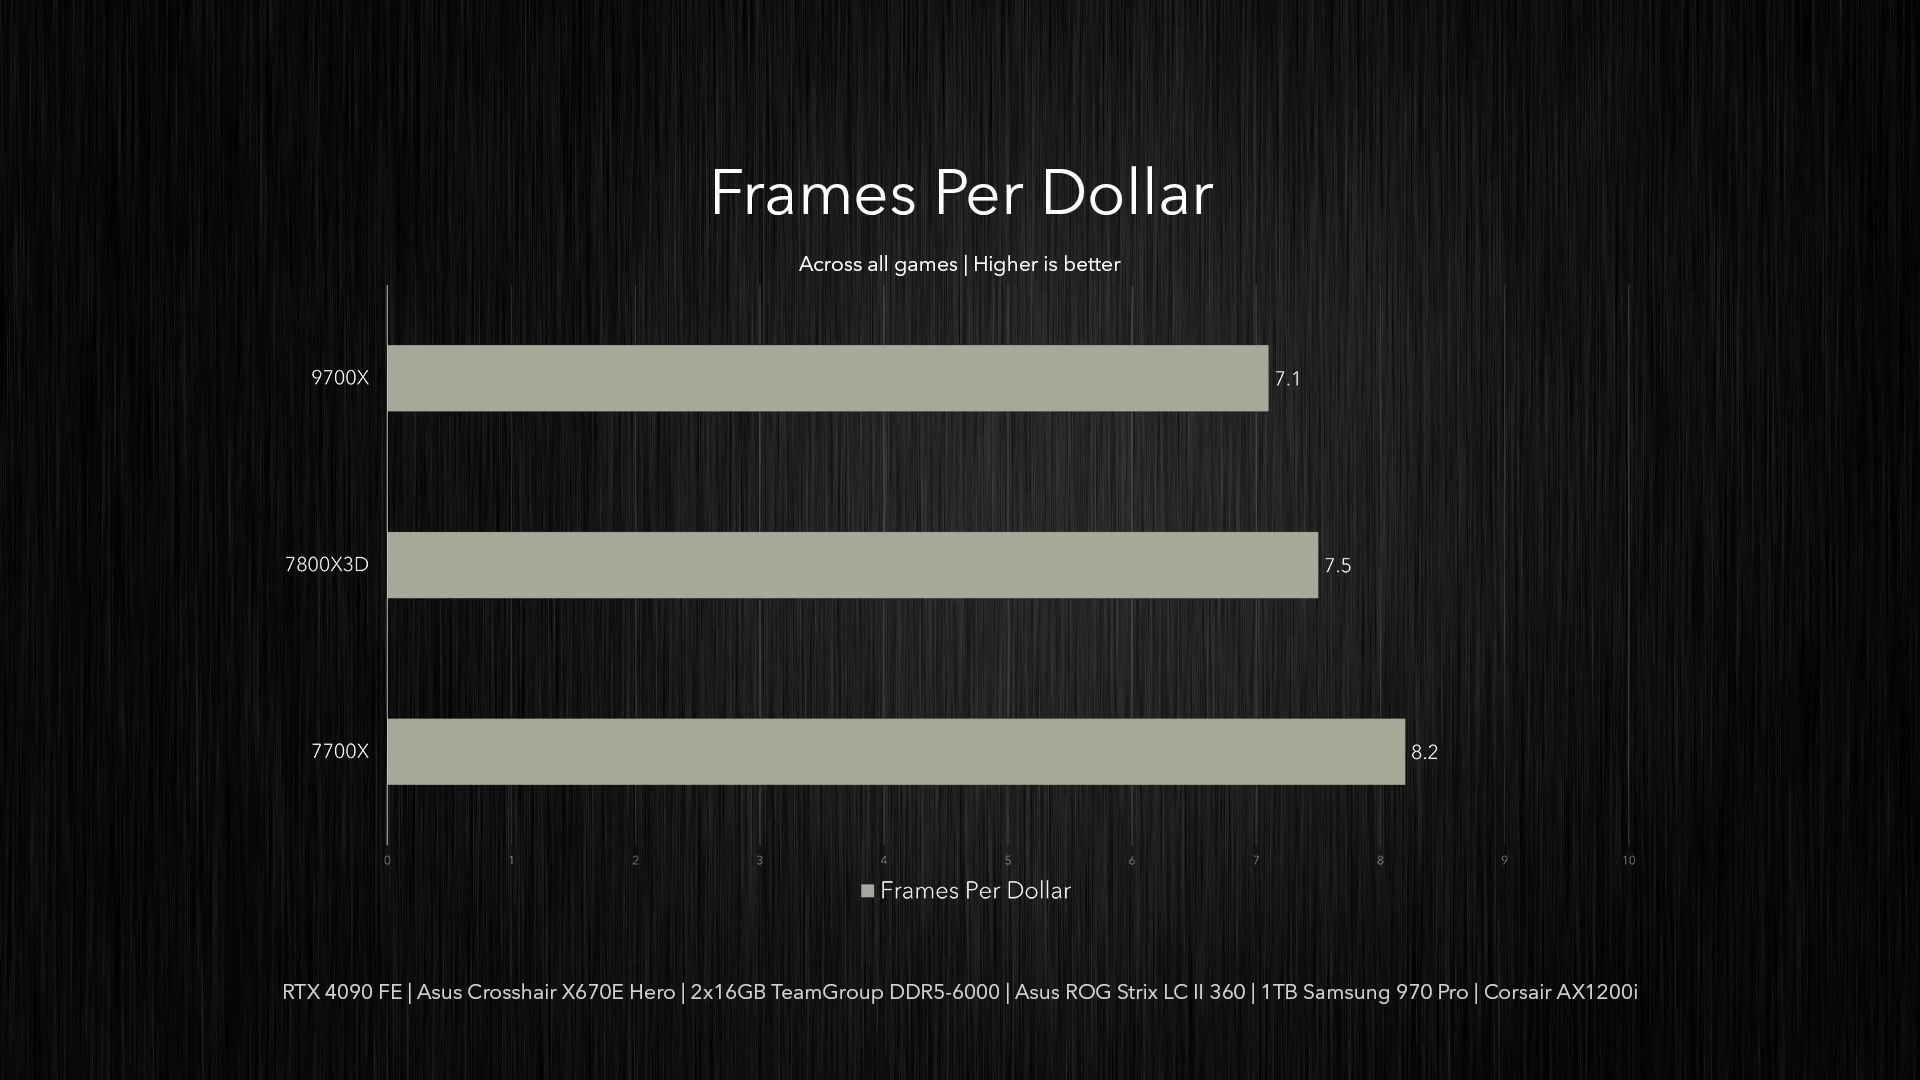 Frames Per Dollar
Across all games | Higher is better
9700X
7.1
7800X3D
7.5
7700X
8.2
0 1 2 3 4 5 6 7 8 9 10
Frames Per Dollar
RTX 4090 FE | Asus Crosshair X670E Hero | 2x16GB TeamGroup DDR5-6000 | Asus ROG Strix LC II 360 | 1TB Samsung 970 Pro | Corsair AX1200i